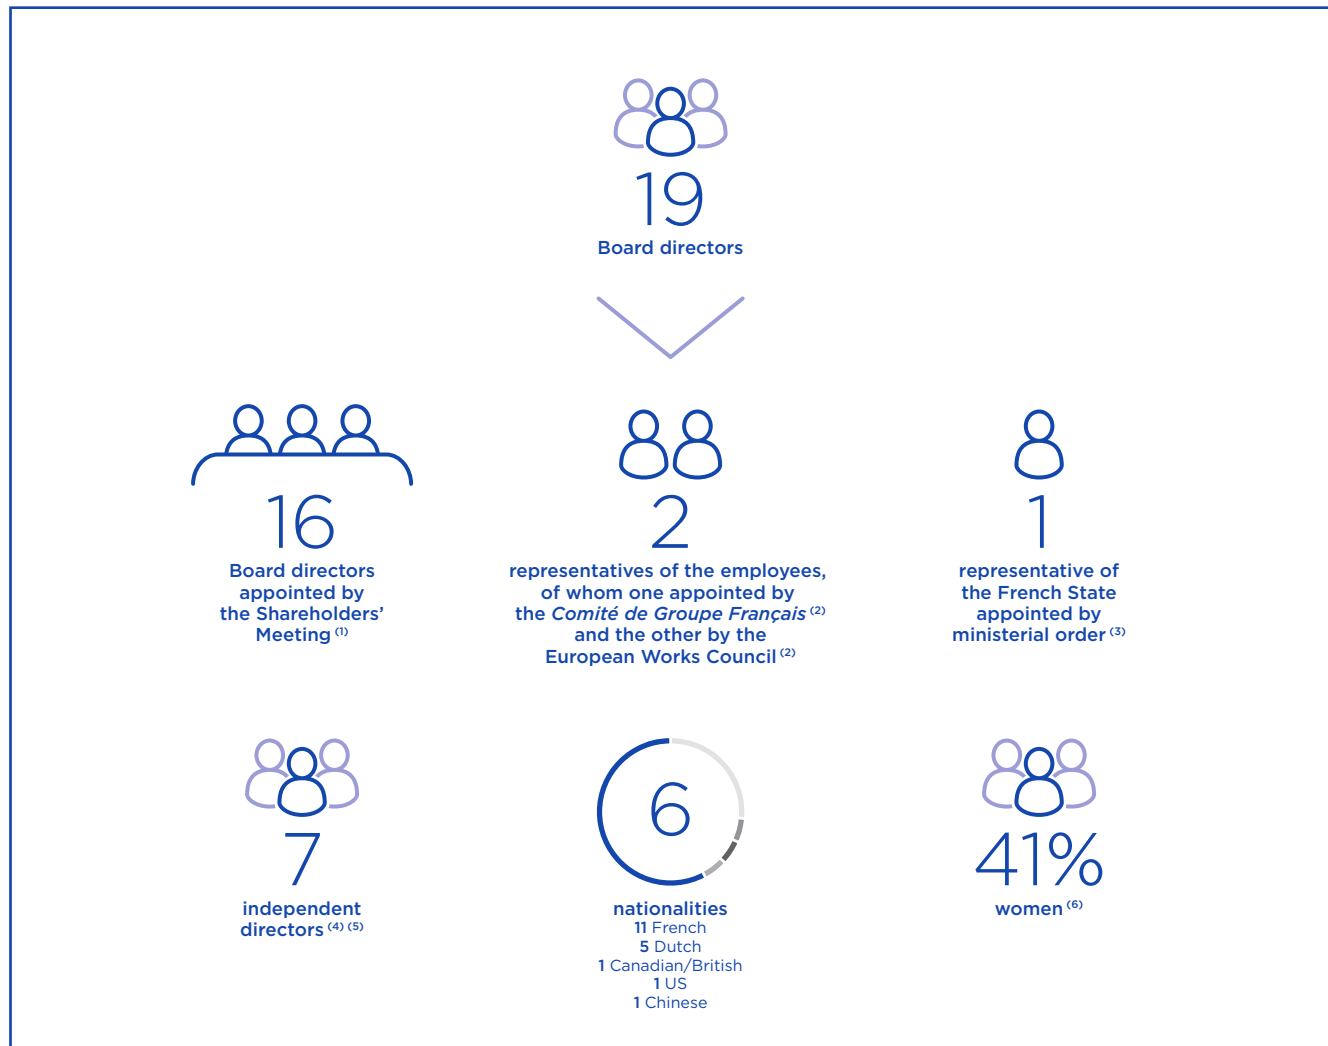 19
Board directors
16
Board directors
appointed by
the Shareholders’
Meeting (1)
2
representatives of the employees,
of whom one appointed by
the Comité de Groupe Français (2)
and the other by the
European Works Council (2)
1
representative of
the French State
appointed by
ministerial order (3)
7
independent
directors (4) (5)
6
nationalities
11 French
5 Dutch
1 Canadian/British
1 US
1 Chinese
41%
women (6)